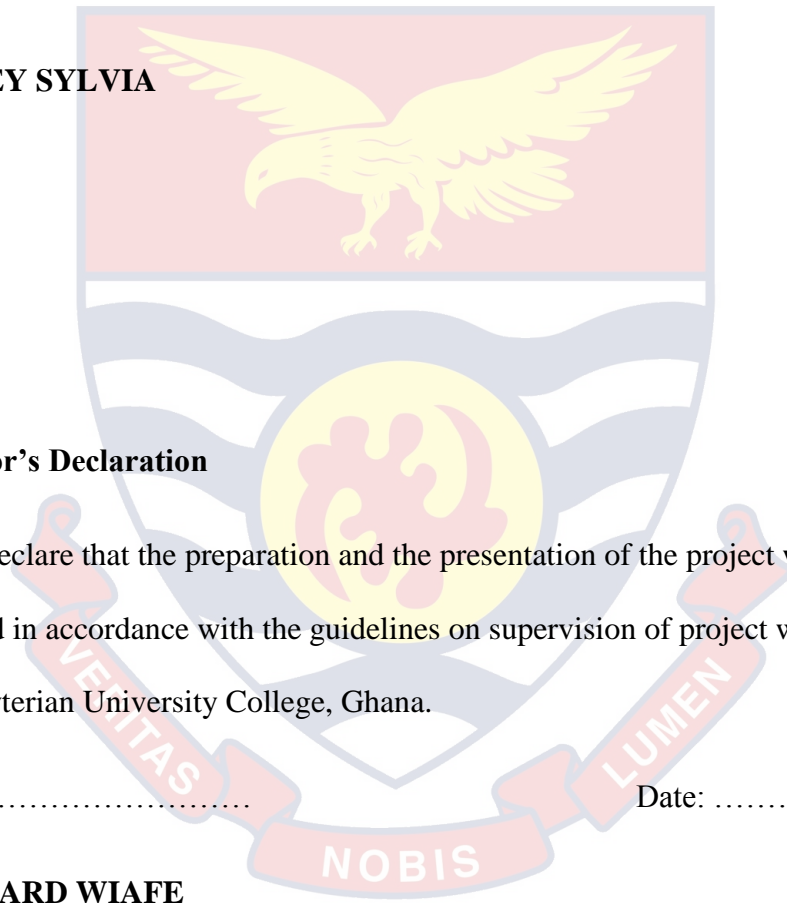 EY SYLVIA
or’s Declaration
eclare that the preparation and the presentation of the project
d in accordance with the guidelines on supervision of project
terian University College, Ghana.
……………………… Date: ……
ARD WIAFE
VERITAS
NOBIS
LUMEN